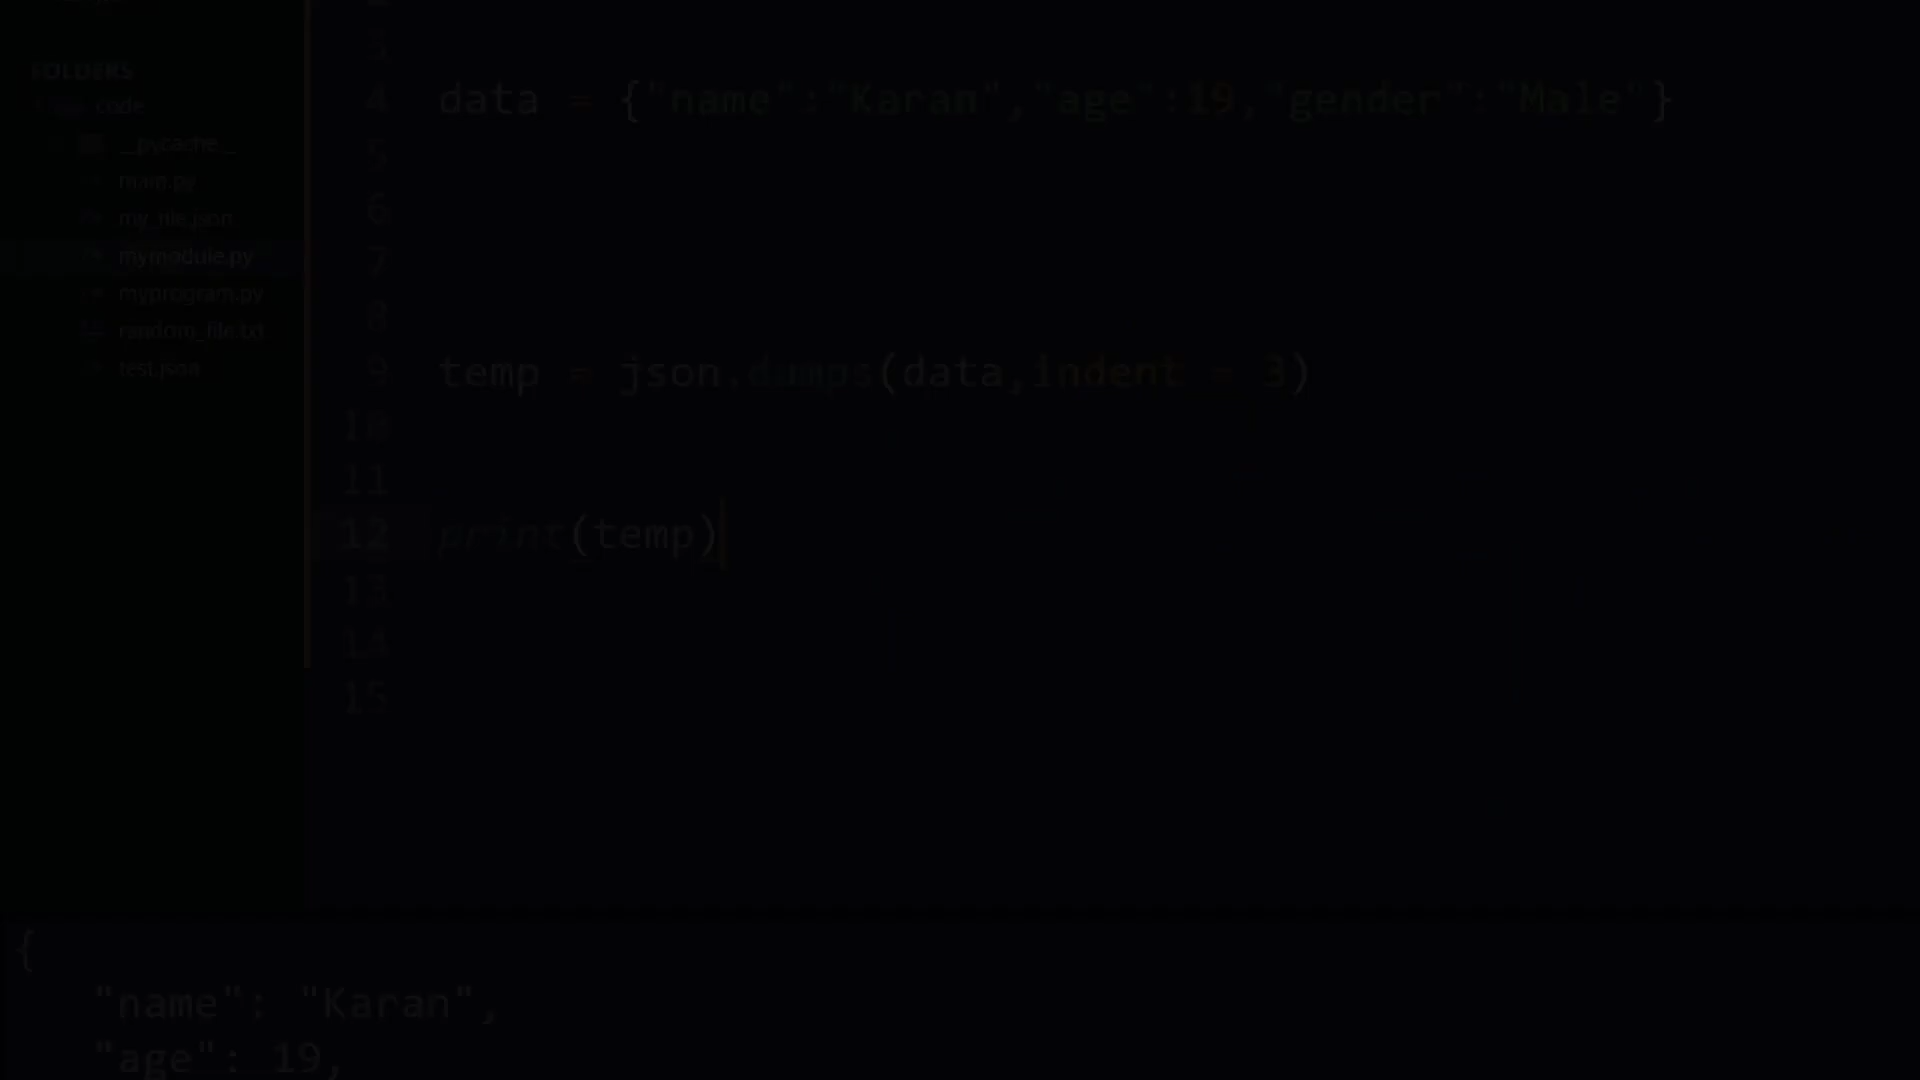 FOLDERS
code
__pycache__
main.py
my_file.json
mymodule.py
myprogram.py
random_file.txt
test.json
3
4 data = {"name":"Karan","age":19,"gender":"Male"}
5
6
7
8
9 temp = json.dumps(data,indent = 3)
10
11
12 print(temp)
13
14
15
{
"name": "Karan",
"age": 19,